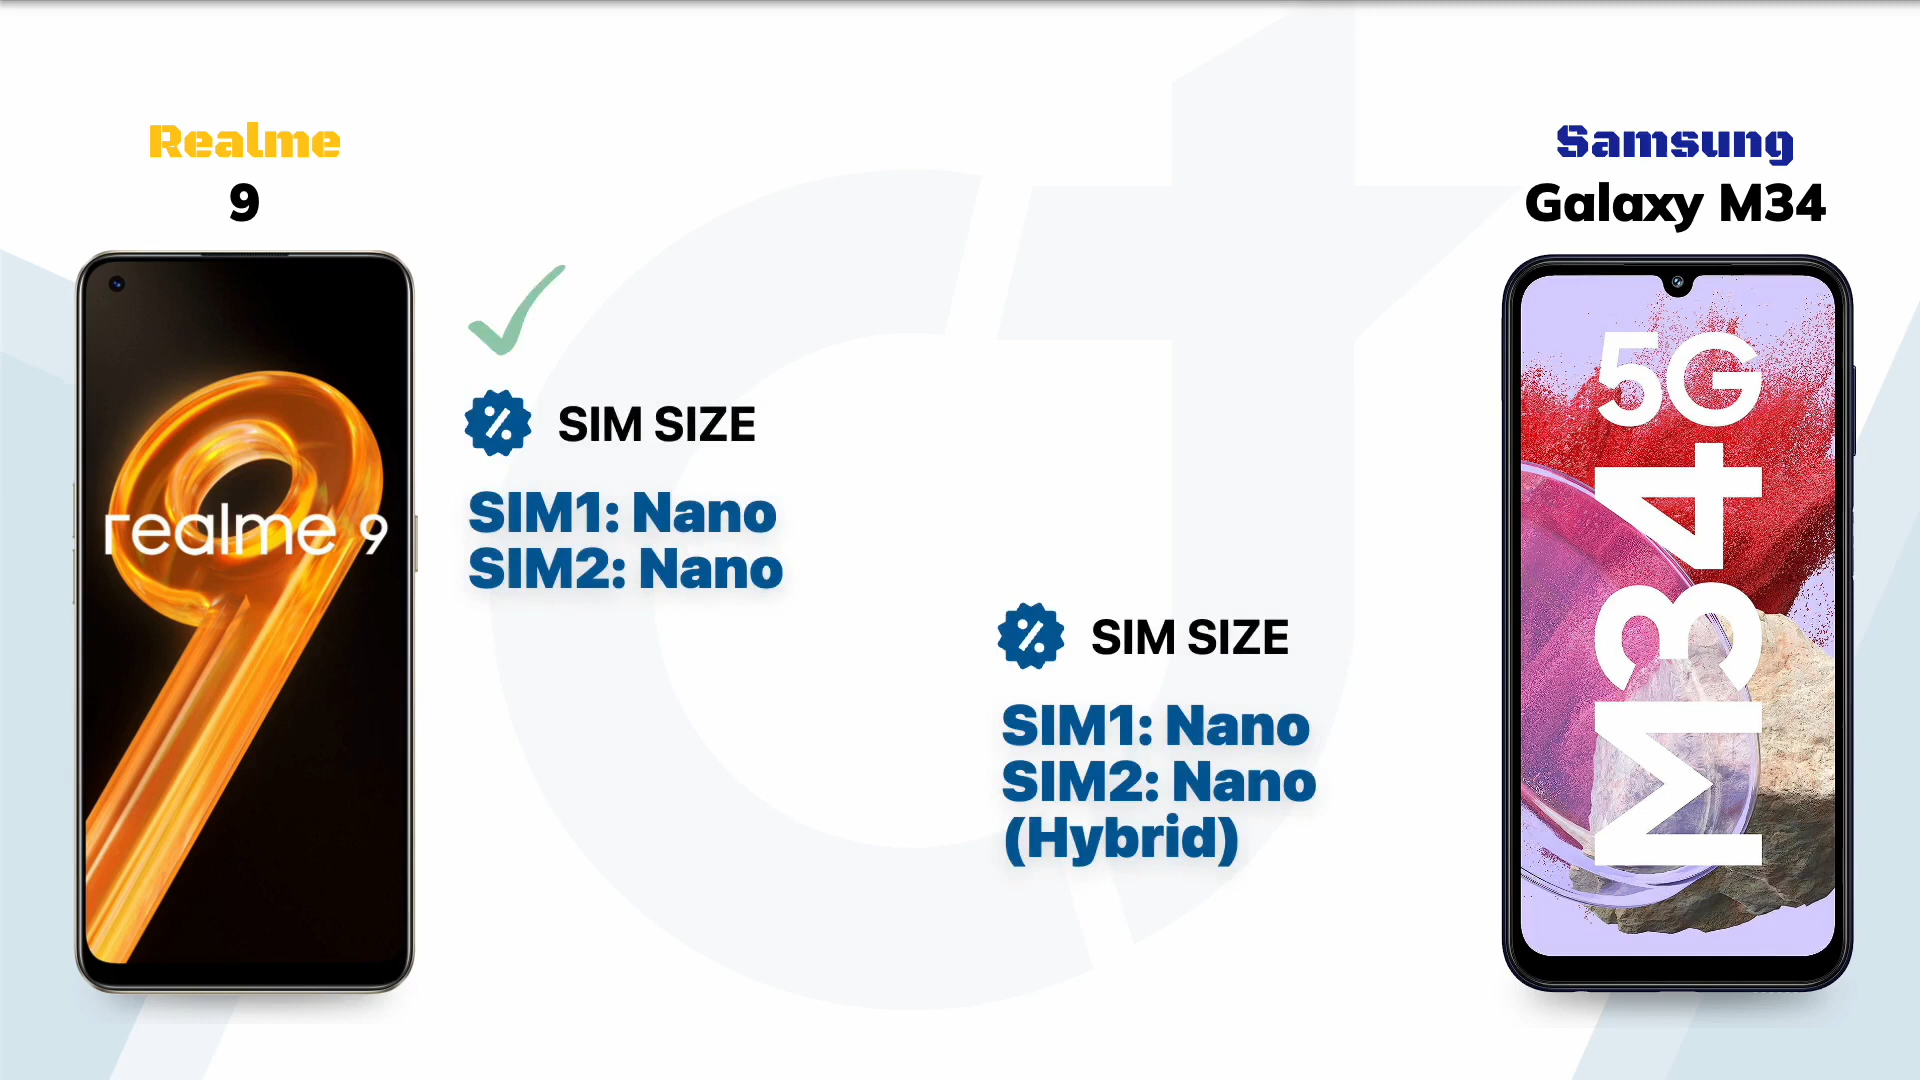 Realme
9
realme 9
SIM SIZE
SIM1: Nano
SIM2: Nano
SIM SIZE
SIM1: Nano
SIM2: Nano
(Hybrid)
Samsung
Galaxy M34
M34 5G